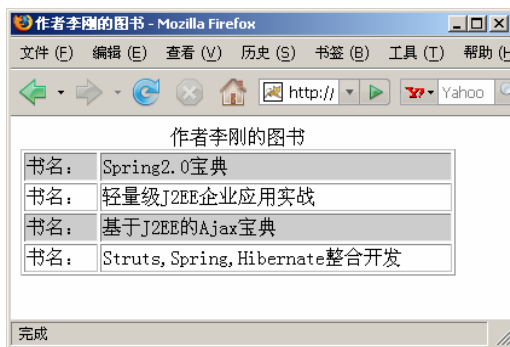 作者李刚的图书 - Mozilla Firefox
文件 (F) 编辑 (E) 查看 (V) 历史 (S) 书签 (B) 工具 (T) 帮助 (H
http:// Y! Yahoo
作者李刚的图书
书名： Spring2.0宝典
书名： 轻量级J2EE企业应用实战
书名： 基于J2EE的Ajax宝典
书名： Struts,Spring,Hibernate整合开发
完成